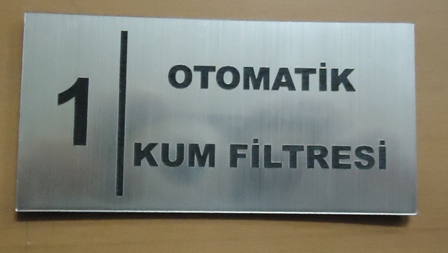 1
OTOMATİK
KUM FİLTRESİ